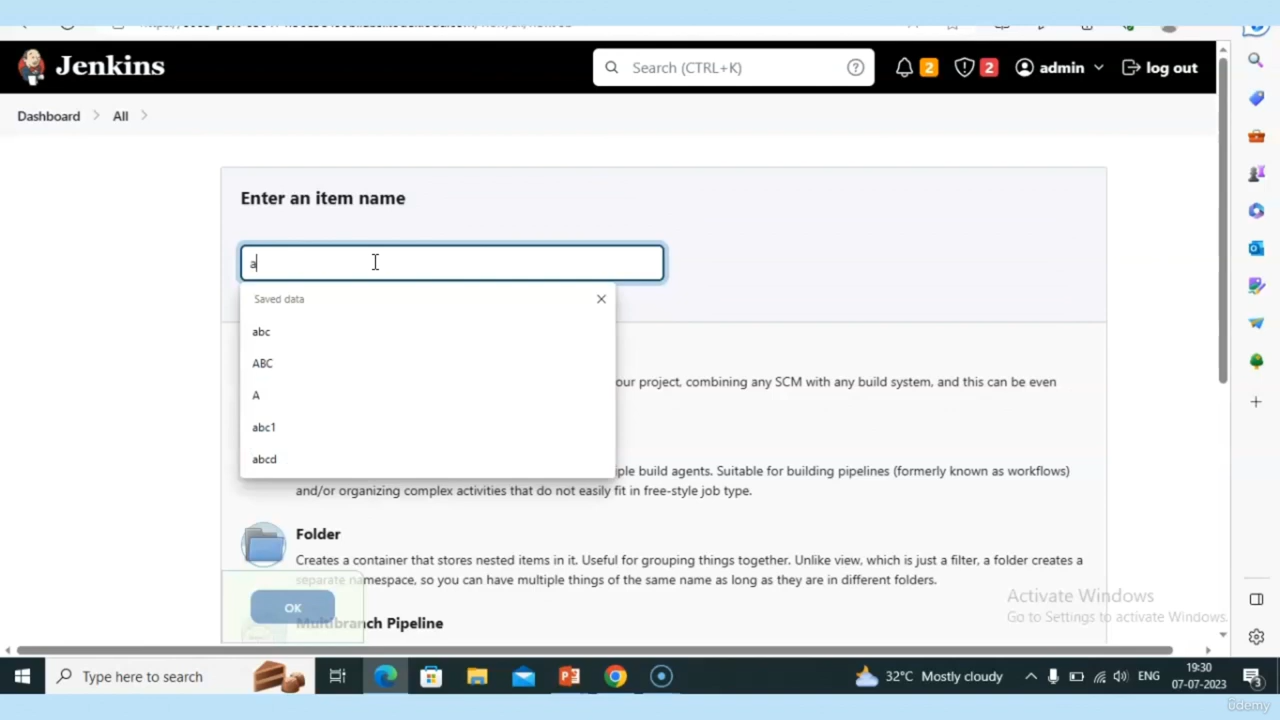 Jenkins
Search (CTRL+K)
2
2
admin
log out
Dashboard
All
Enter an item name
a
Saved data
abc
ABC
A
abc1
abcd
our project, combining any SCM with any build system, and this can be even
ple build agents. Suitable for building pipelines (formerly known as workflows)
and/or organizing complex activities that do not easily fit in free-style job type.
Folder
Creates a container that stores nested items in it. Useful for grouping things together. Unlike view, which is just a filter, a folder creates a
separate namespace, so you can have multiple things of the same name as long as they are in different folders.
OK
Multibranch Pipeline
Activate Windows
Go to Settings to activate Windows.
Type here to search
32°C Mostly cloudy
ENG
19:30
07-07-2023
3
ûdemy